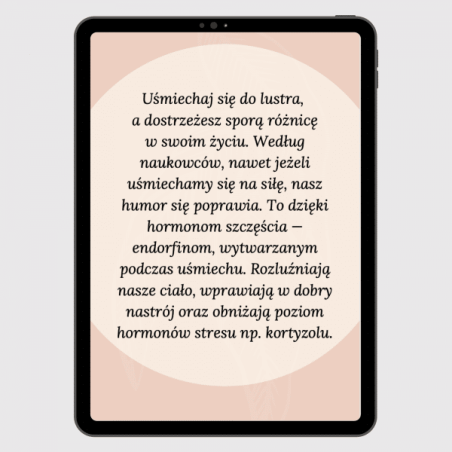 Uśmiechaj się do lustra,
a dostrzeżesz sporą różnicę
w swoim życiu. Według
naukowców, nawet jeżeli
uśmiechamy się na siłę, nasz
humor się poprawia. To dzięki
hormonom szczęścia —
endorfinom, wytwarzanym
podczas uśmiechu. Rozluźniają
nasze ciało, wprawiają w dobry
nastrój oraz obniżają poziom
hormonów stresu np. kortyzolu.